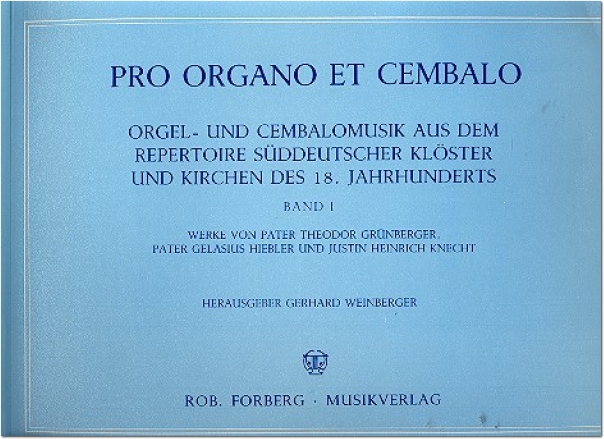 PRO ORGANO ET CEMBALO
ORGEL- UND CEMBALOMUSIK AUS DEM
REPERTOIRE SÜDDEUTSCHER KLÖSTER
UND KIRCHEN DES 18. JAHRHUNDERTS
BAND I
WERKE VON PATER THEODOR GRÜNBERGER,
PATER GELASIUS HIEBLER UND JUSTIN HEINRICH KNECHT
HERAUSGEBER GERHARD WEINBERGER
ROB. FORBERG · MUSIKVERLAG